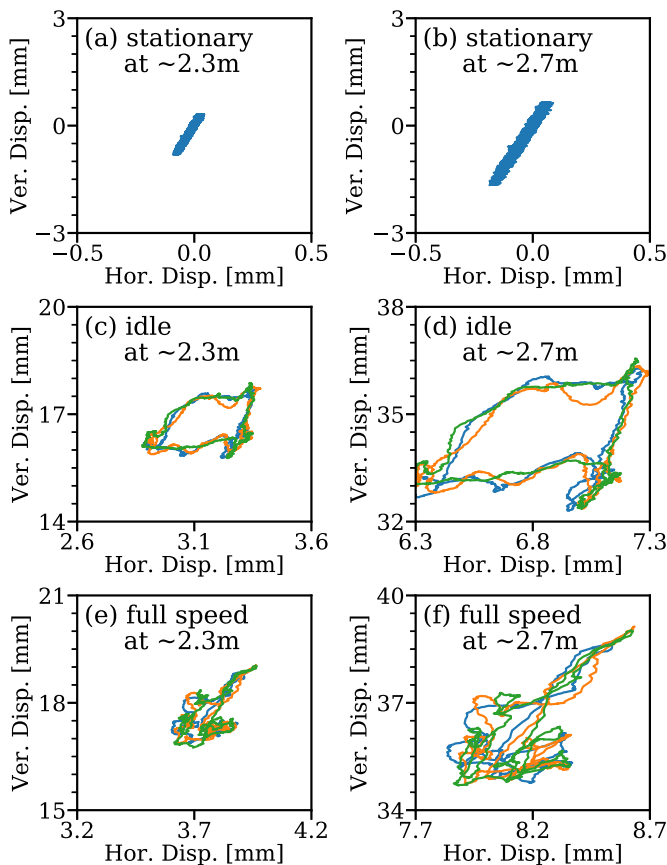 3
(a) stationary
at ~2.3m
0
Ver. Disp. [mm]
−3
−0.5 0.0 0.5
Hor. Disp. [mm]
3
(b) stationary
at ~2.7m
0
Ver. Disp. [mm]
−3
−0.5 0.0 0.5
Hor. Disp. [mm]
20
(c) idle
at ~2.3m
17
Ver. Disp. [mm]
14
2.6 3.1 3.6
Hor. Disp. [mm]
38
(d) idle
at ~2.7m
35
Ver. Disp. [mm]
32
6.3 6.8 7.3
Hor. Disp. [mm]
21
(e) full speed
at ~2.3m
18
Ver. Disp. [mm]
15
3.2 3.7 4.2
Hor. Disp. [mm]
40
(f) full speed
at ~2.7m
37
Ver. Disp. [mm]
34
7.7 8.2 8.7
Hor. Disp. [mm]